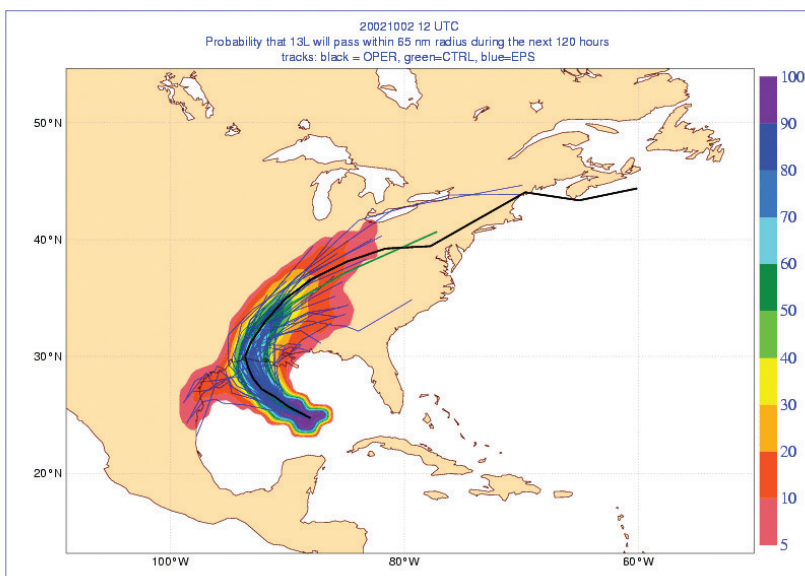 20021002 12 UTC
Probability that 13L will pass within 65 nm radius during the next 120 hours
tracks: black = OPER, green=CTRL, blue=EPS
100
90
80
70
60
50
40
30
20
10
5
50°N
40°N
30°N
20°N
100°W
80°W
60°W